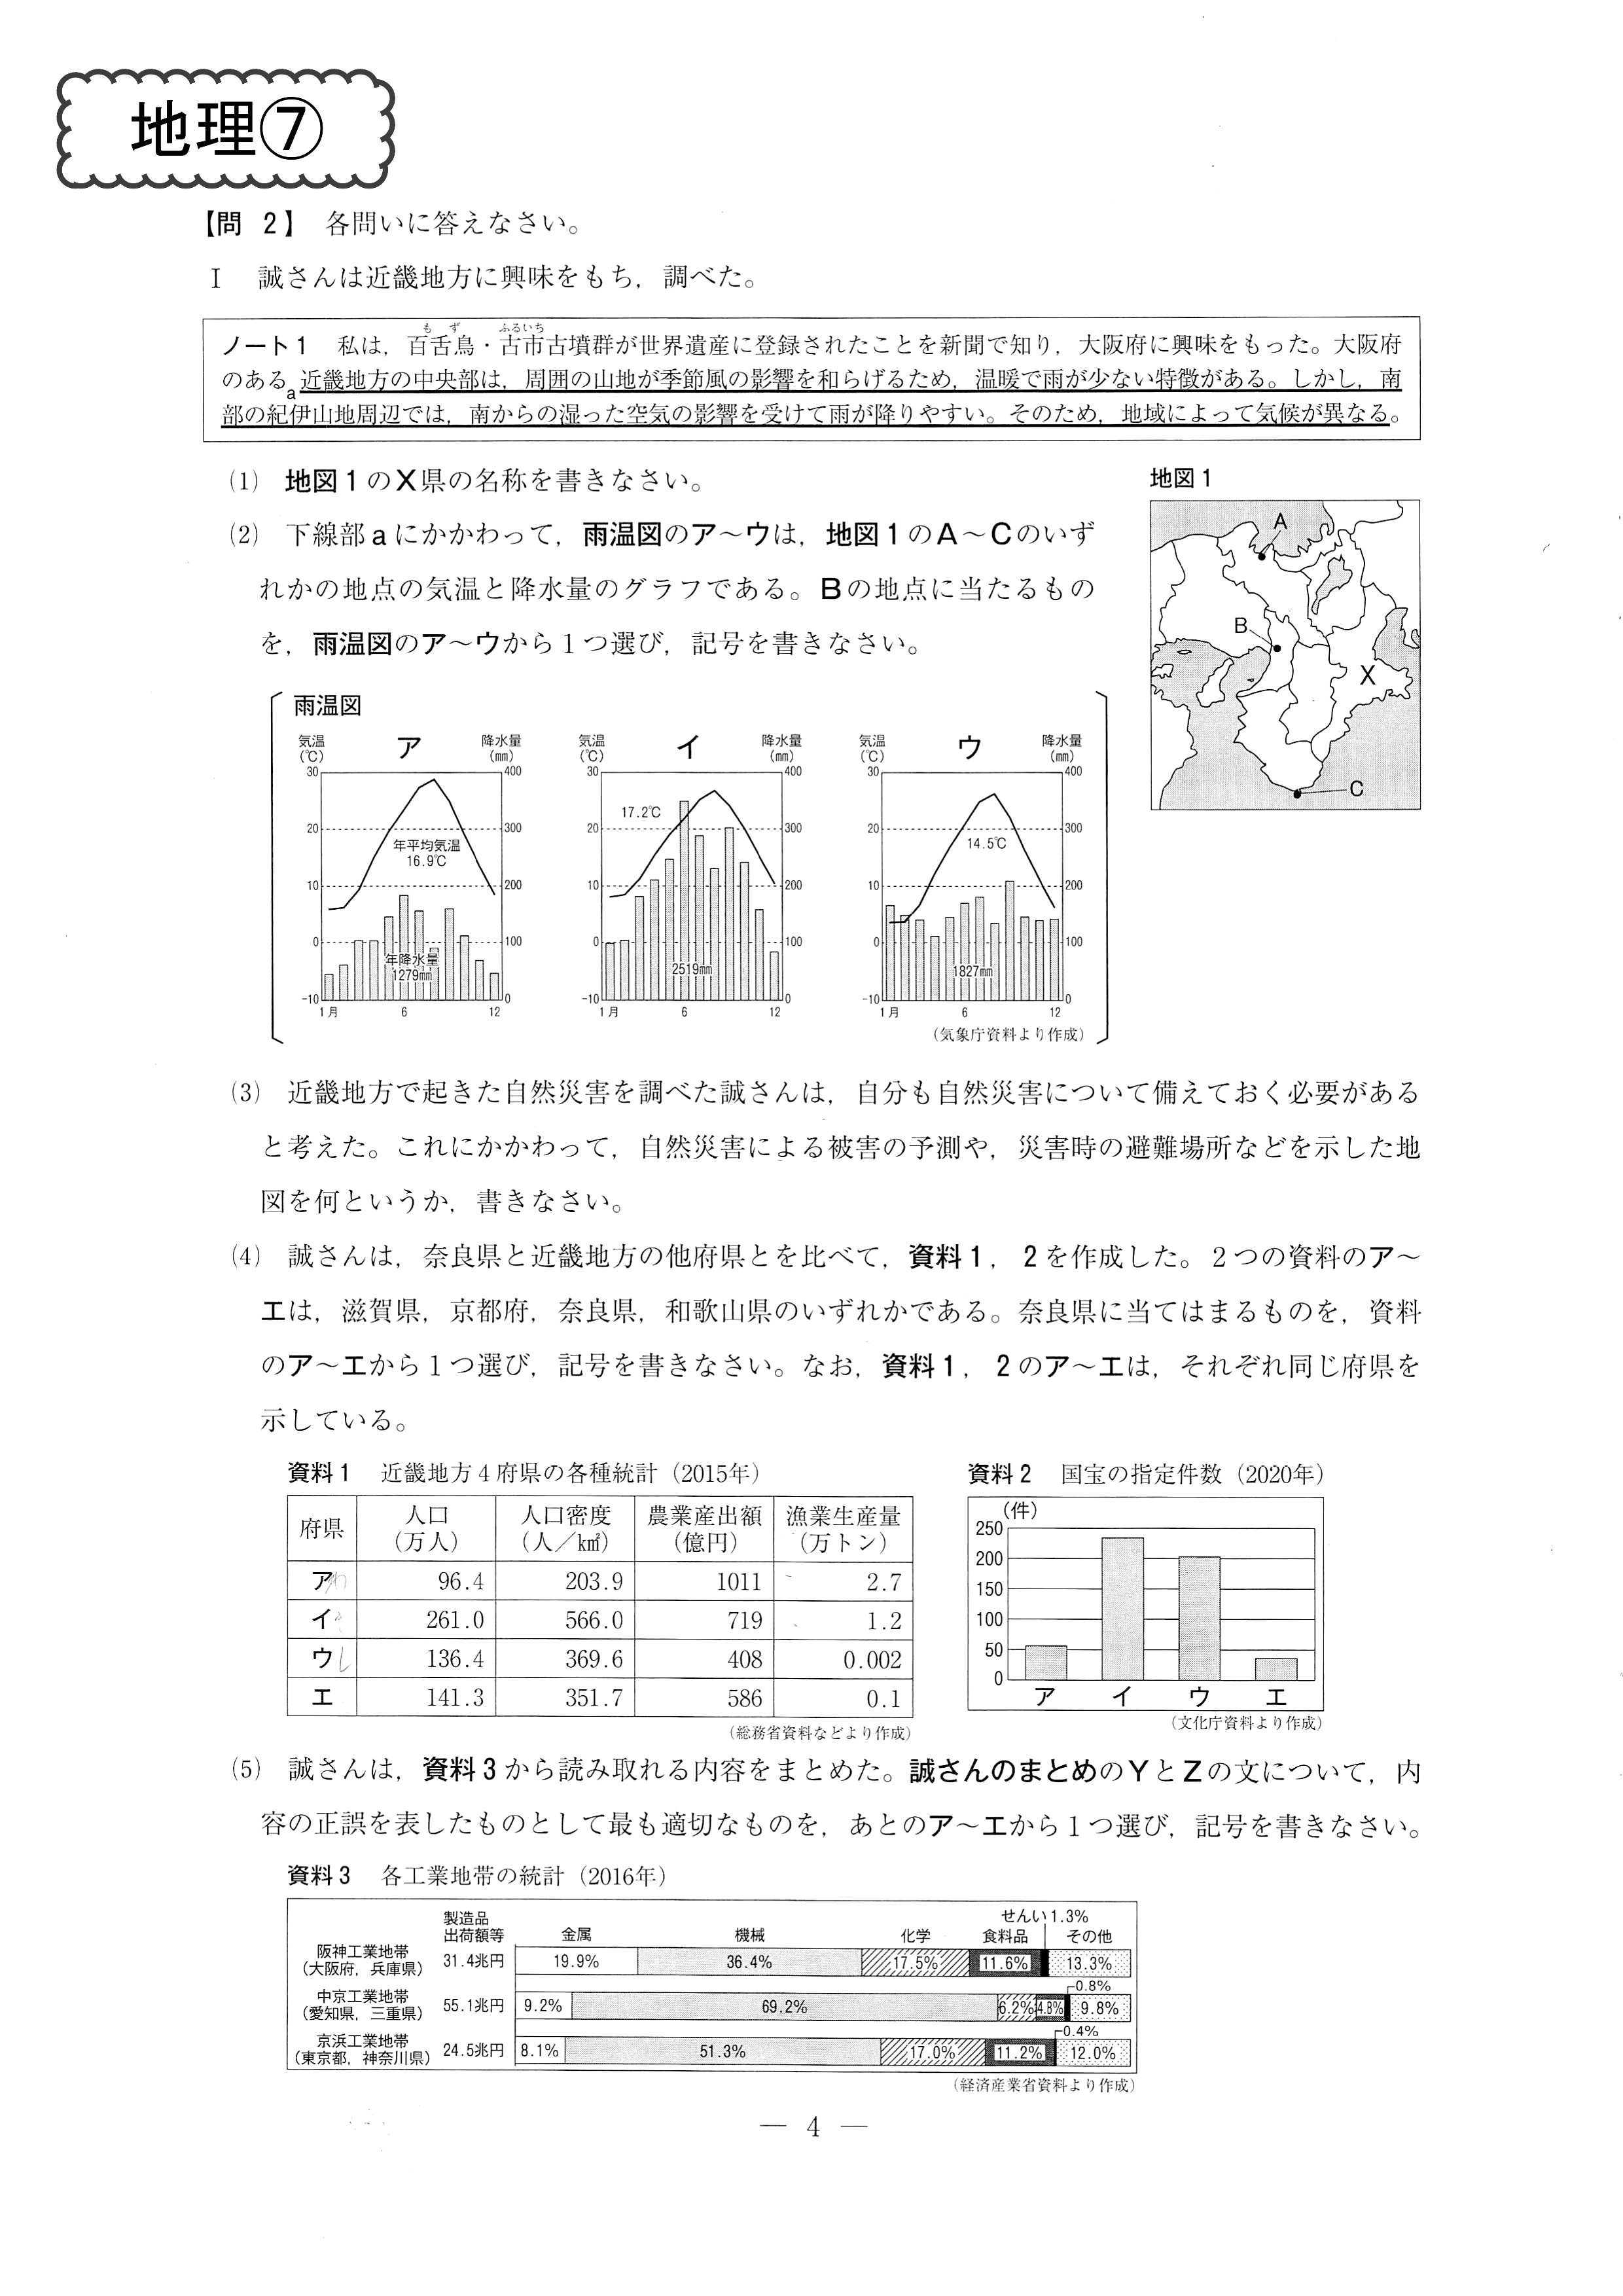 地理⑦
【問 2】 各問いに答えなさい。
Ⅰ 誠さんは近畿地方に興味をもち，調べた。
も ず ふるいち
ノート1 私は，百舌鳥・古市古墳群が世界遺産に登録されたことを新聞で知り，大阪府に興味をもった。大阪府
のあるa近畿地方の中央部は，周囲の山地が季節風の影響を和らげるため，温暖で雨が少ない特徴がある。しかし，南
部の紀伊山地周辺では，南からの湿った空気の影響を受けて雨が降りやすい。そのため，地域によって気候が異なる。
(1) 地図1のX県の名称を書きなさい。
(2) 下線部aにかかわって，雨温図のア～ウは，地図1のA～Cのいず
れかの地点の気温と降水量のグラフである。Bの地点に当たるもの
を，雨温図のア～ウから1つ選び，記号を書きなさい。
地図1
A
B
X
C
雨温図
気温(℃) ア 降水量(mm)
30 400
20 300
年平均気温
16.9℃
10 200
0 100
年降水量
1279mm
-10 0
1月 6 12
気温(℃) イ 降水量(mm)
30 400
17.2℃
20 300
10 200
0 100
2519mm
-10 0
1月 6 12
気温(℃) ウ 降水量(mm)
30 400
20 300
14.5℃
10 200
0 100
1827mm
-10 0
1月 6 12
（気象庁資料より作成）
(3) 近畿地方で起きた自然災害を調べた誠さんは，自分も自然災害について備えておく必要がある
と考えた。これにかかわって，自然災害による被害の予測や，災害時の避難場所などを示した地
図を何というか，書きなさい。
(4) 誠さんは，奈良県と近畿地方の他府県とを比べて，資料1，2を作成した。2つの資料のア～
エは，滋賀県，京都府，奈良県，和歌山県のいずれかである。奈良県に当てはまるものを，資料
のア～エから1つ選び，記号を書きなさい。なお，資料1，2のア～エは，それぞれ同じ府県を
示している。
資料1 近畿地方4府県の各種統計（2015年）
府県 人口（万人） 人口密度（人／km²） 農業産出額（億円） 漁業生産量（万トン）
ア 96.4 203.9 1011 2.7
イ 261.0 566.0 719 1.2
ウ 136.4 369.6 408 0.002
エ 141.3 351.7 586 0.1
（総務省資料などより作成）
資料2 国宝の指定件数（2020年）
（件）
250
200
150
100
50
0
ア イ ウ エ
（文化庁資料より作成）
(5) 誠さんは，資料3から読み取れる内容をまとめた。誠さんのまとめのYとZの文について，内
容の正誤を表したものとして最も適切なものを，あとのア～エから1つ選び，記号を書きなさい。
資料3 各工業地帯の統計（2016年）
製造品出荷額等 金属 機械 化学 食料品 せんい1.3% その他
阪神工業地帯（大阪府，兵庫県） 31.4兆円 19.9% 36.4% 17.5% 11.6% 13.3%
0.8%
中京工業地帯（愛知県，三重県） 55.1兆円 9.2% 69.2% 6.2% 4.8% 9.8%
0.4%
京浜工業地帯（東京都，神奈川県） 24.5兆円 8.1% 51.3% 17.0% 11.2% 12.0%
（経済産業省資料より作成）
— 4 —